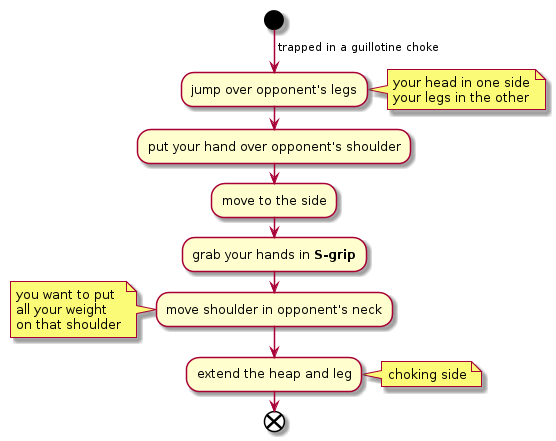 trapped in a guillotine choke
jump over opponent's legs
your head in one side
your legs in the other
put your hand over opponent's shoulder
move to the side
grab your hands in S-grip
you want to put
all your weight
on that shoulder
move shoulder in opponent's neck
extend the heap and leg
choking side